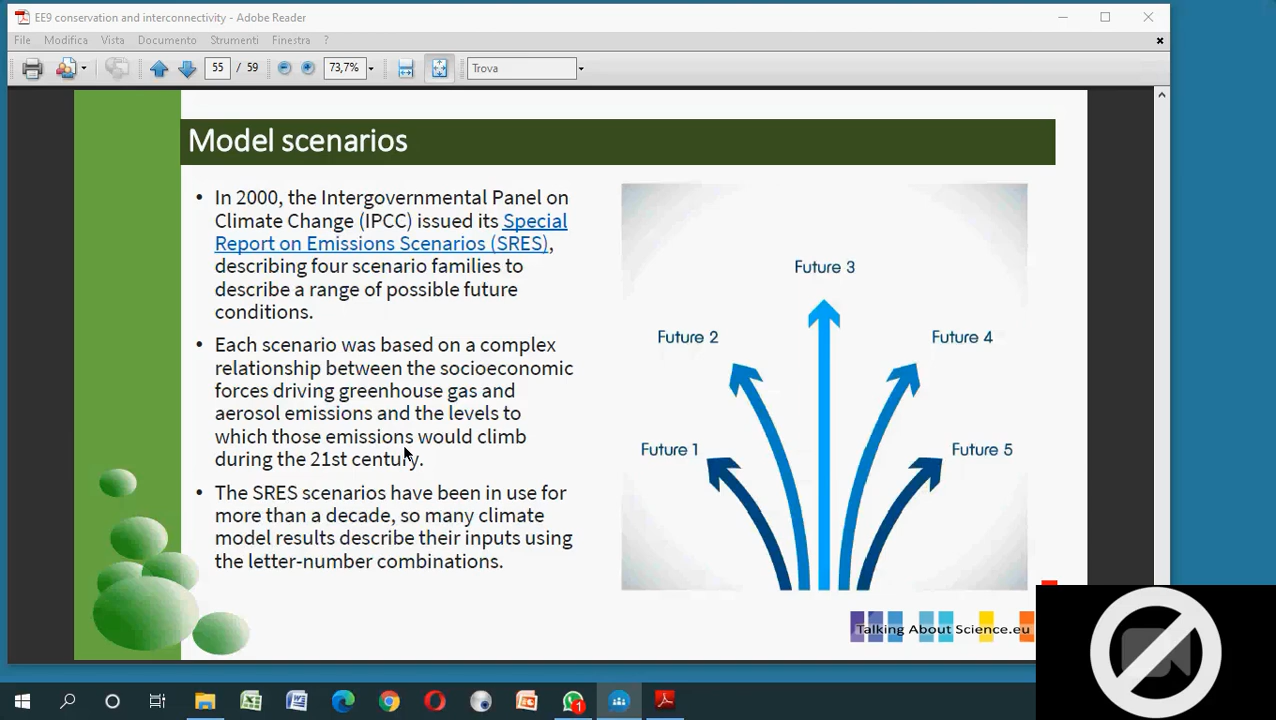 EE9 conservation and interconnectivity - Adobe Reader
File Modifica Vista Documento Strumenti Finestra ?
55 / 59 73,7% Trova
Model scenarios
• In 2000, the Intergovernmental Panel on
Climate Change (IPCC) issued its Special
Report on Emissions Scenarios (SRES),
describing four scenario families to
describe a range of possible future
conditions.
• Each scenario was based on a complex
relationship between the socioeconomic
forces driving greenhouse gas and
aerosol emissions and the levels to
which those emissions would climb
during the 21st century.
• The SRES scenarios have been in use for
more than a decade, so many climate
model results describe their inputs using
the letter-number combinations.
Future 3
Future 2
Future 4
Future 1
Future 5
Talking About Science.eu
1